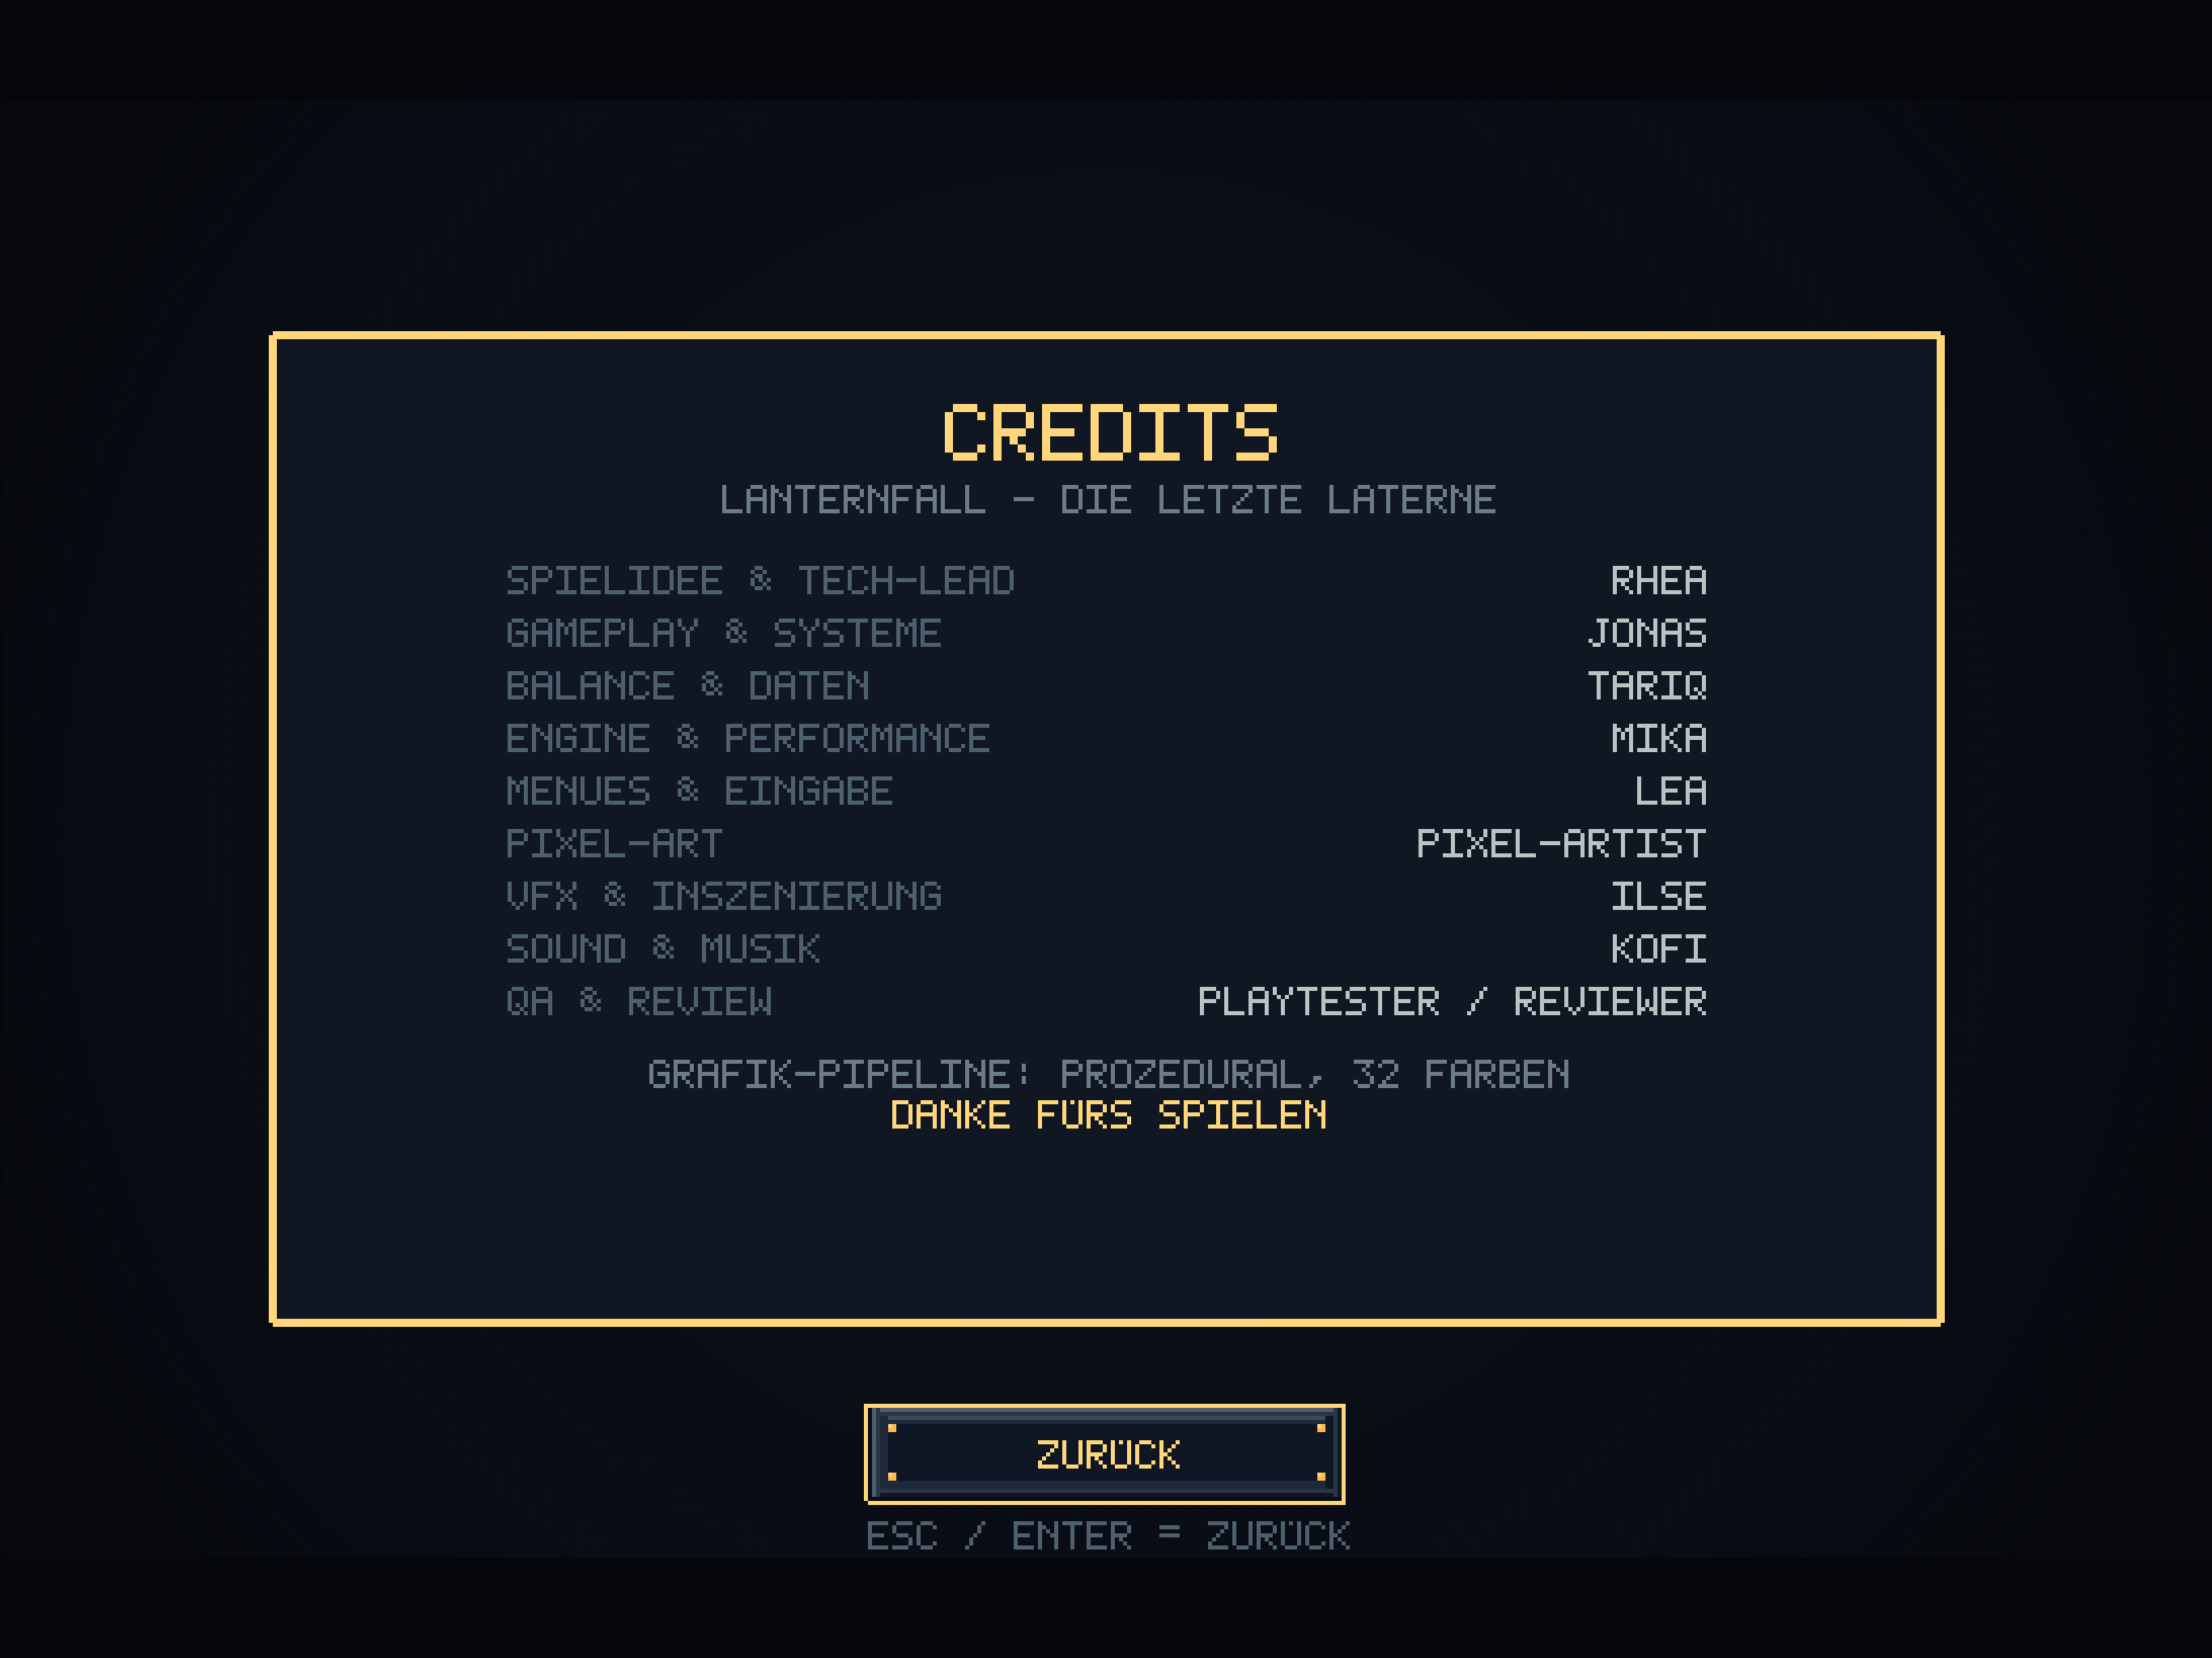 CREDITS
LANTERNFALL - DIE LETZTE LATERNE
SPIELIDEE & TECH-LEAD RHEA
GAMEPLAY & SYSTEME JONAS
BALANCE & DATEN TARIQ
ENGINE & PERFORMANCE MIKA
MENUES & EINGABE LEA
PIXEL-ART PIXEL-ARTIST
VFX & INSZENIERUNG ILSE
SOUND & MUSIK KOFI
QA & REVIEW PLAYTESTER / REVIEWER
GRAFIK-PIPELINE: PROZEDURAL, 32 FARBEN
DANKE FÜRS SPIELEN
ZURÜCK
ESC / ENTER = ZURÜCK